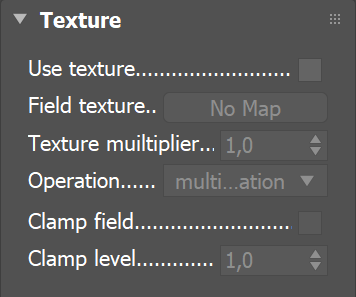 Texture
Use texture............................
Field texture.. No Map
Texture muiltiplier... 1,0
Operation...... multi...ation
Clamp field............................
Clamp level............. 1,0